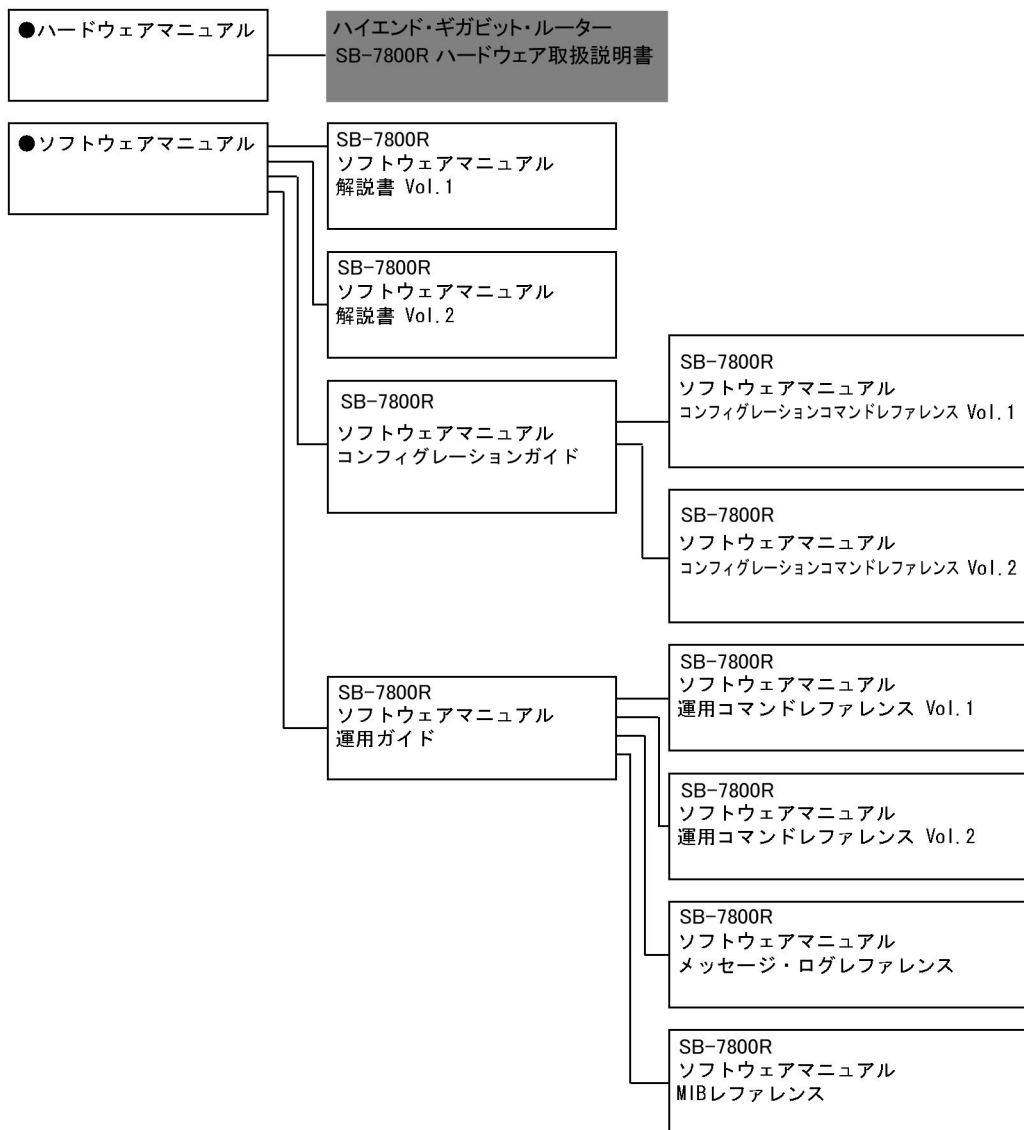 ●ハードウェアマニュアル
ハイエンド・ギガビット・ルーター
SB-7800R ハードウェア取扱説明書
●ソフトウェアマニュアル
SB-7800R
ソフトウェアマニュアル
解説書 Vol.1
SB-7800R
ソフトウェアマニュアル
解説書 Vol.2
SB-7800R
ソフトウェアマニュアル
コンフィグレーションガイド
SB-7800R
ソフトウェアマニュアル
コンフィグレーションコマンドレファレンス Vol.1
SB-7800R
ソフトウェアマニュアル
コンフィグレーションコマンドレファレンス Vol.2
SB-7800R
ソフトウェアマニュアル
運用ガイド
SB-7800R
ソフトウェアマニュアル
運用コマンドレファレンス Vol.1
SB-7800R
ソフトウェアマニュアル
運用コマンドレファレンス Vol.2
SB-7800R
ソフトウェアマニュアル
メッセージ・ログレファレンス
SB-7800R
ソフトウェアマニュアル
MIBレファレンス